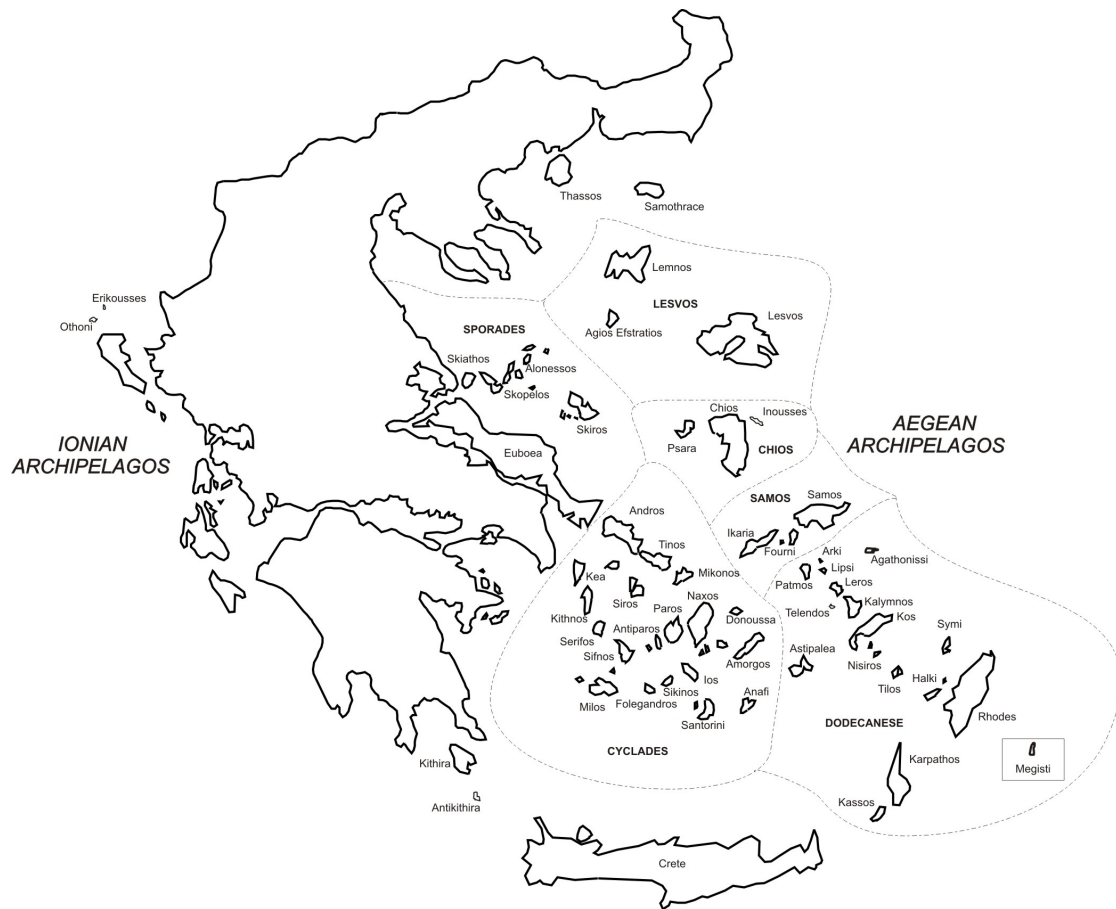 Thassos
Samothrace
Lemnos
LESVOS
Lesvos
Agios Efstratios
Erikousses
Othoni
SPORADES
Skiathos
Alonessos
Skopelos
Skiros
Euboea
IONIAN
ARCHIPELAGOS
AEGEAN
ARCHIPELAGOS
Chios
Inousses
Psara
CHIOS
SAMOS
Samos
Ikaria
Fourni
Andros
Tinos
Mikonos
Kea
Siros
Naxos
Kithnos
Paros
Donoussa
Serifos
Antiparos
Sifnos
Amorgos
Ios
Sikinos
Milos
Folegandros
Anafi
Santorini
CYCLADES
Arki
Agathonissi
Patmos
Lipsi
Leros
Telendos
Kalymnos
Kos
Symi
Astipalea
Nisiros
Tilos
Halki
Rhodes
DODECANESE
Karpathos
Megisti
Kassos
Kithira
Antikithira
Crete